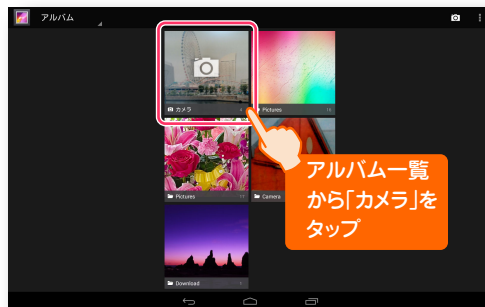 アルバム
カメラ
Pictures
Pictures
Camera
アルバム一覧
から「カメラ」を
タップ
Download